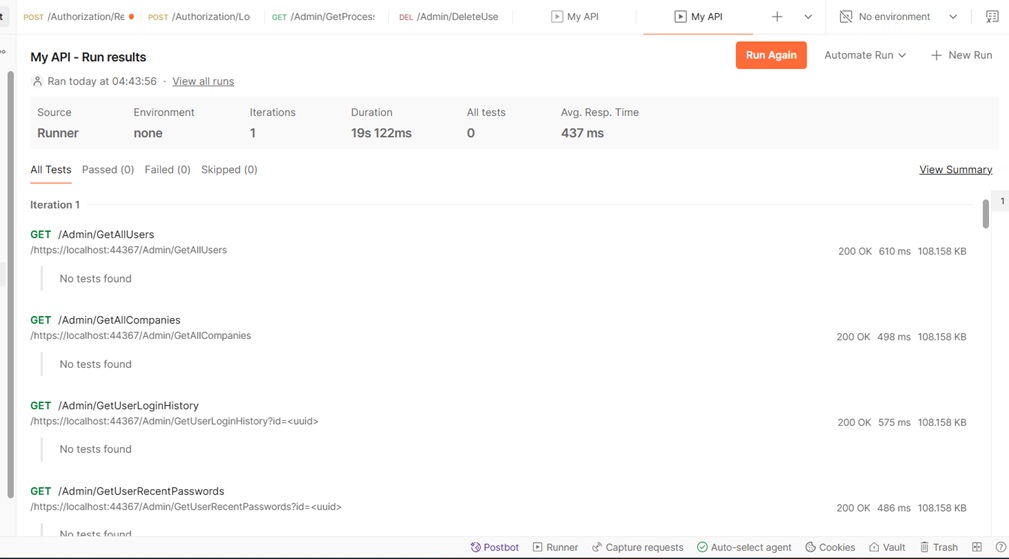 t POST /Authorization/Re POST /Authorization/Lo GET /Admin/GetProces: DEL /Admin/DeleteUse My API My API No environment
My API - Run results
Run Again Automate Run New Run
Ran today at 04:43:56 · View all runs
Source Environment Iterations Duration All tests Avg. Resp. Time
Runner none 1 19s 122ms 0 437 ms
All Tests Passed (0) Failed (0) Skipped (0) View Summary
Iteration 1
1
GET /Admin/GetAllUsers
/https://localhost:44367/Admin/GetAllUsers 200 OK 610 ms 108.158 KB
No tests found
GET /Admin/GetAllCompanies
/https://localhost:44367/Admin/GetAllCompanies 200 OK 498 ms 108.158 KB
No tests found
GET /Admin/GetUserLoginHistory
/https://localhost:44367/Admin/GetUserLoginHistory?id=<uuid> 200 OK 575 ms 108.158 KB
No tests found
GET /Admin/GetUserRecentPasswords
/https://localhost:44367/Admin/GetUserRecentPasswords?id=<uuid> 200 OK 486 ms 108.158 KB
No tests found
Postbot Runner Capture requests Auto-select agent Cookies Vault Trash